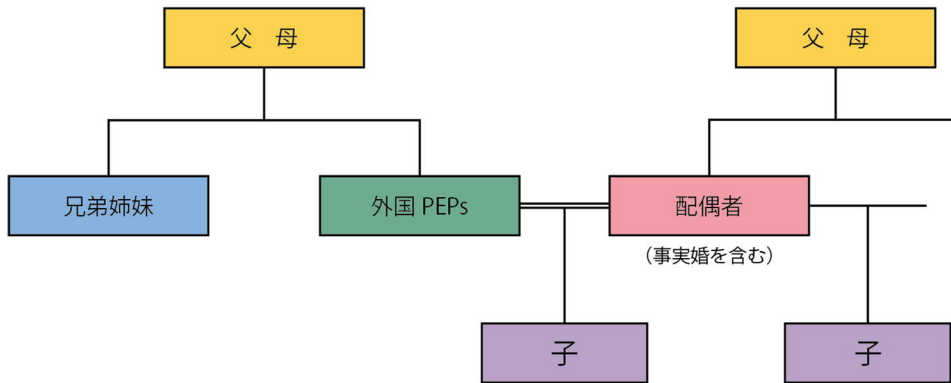 父　母
父　母
兄弟姉妹
外国 PEPs
配偶者
（事実婚を含む）
子
子